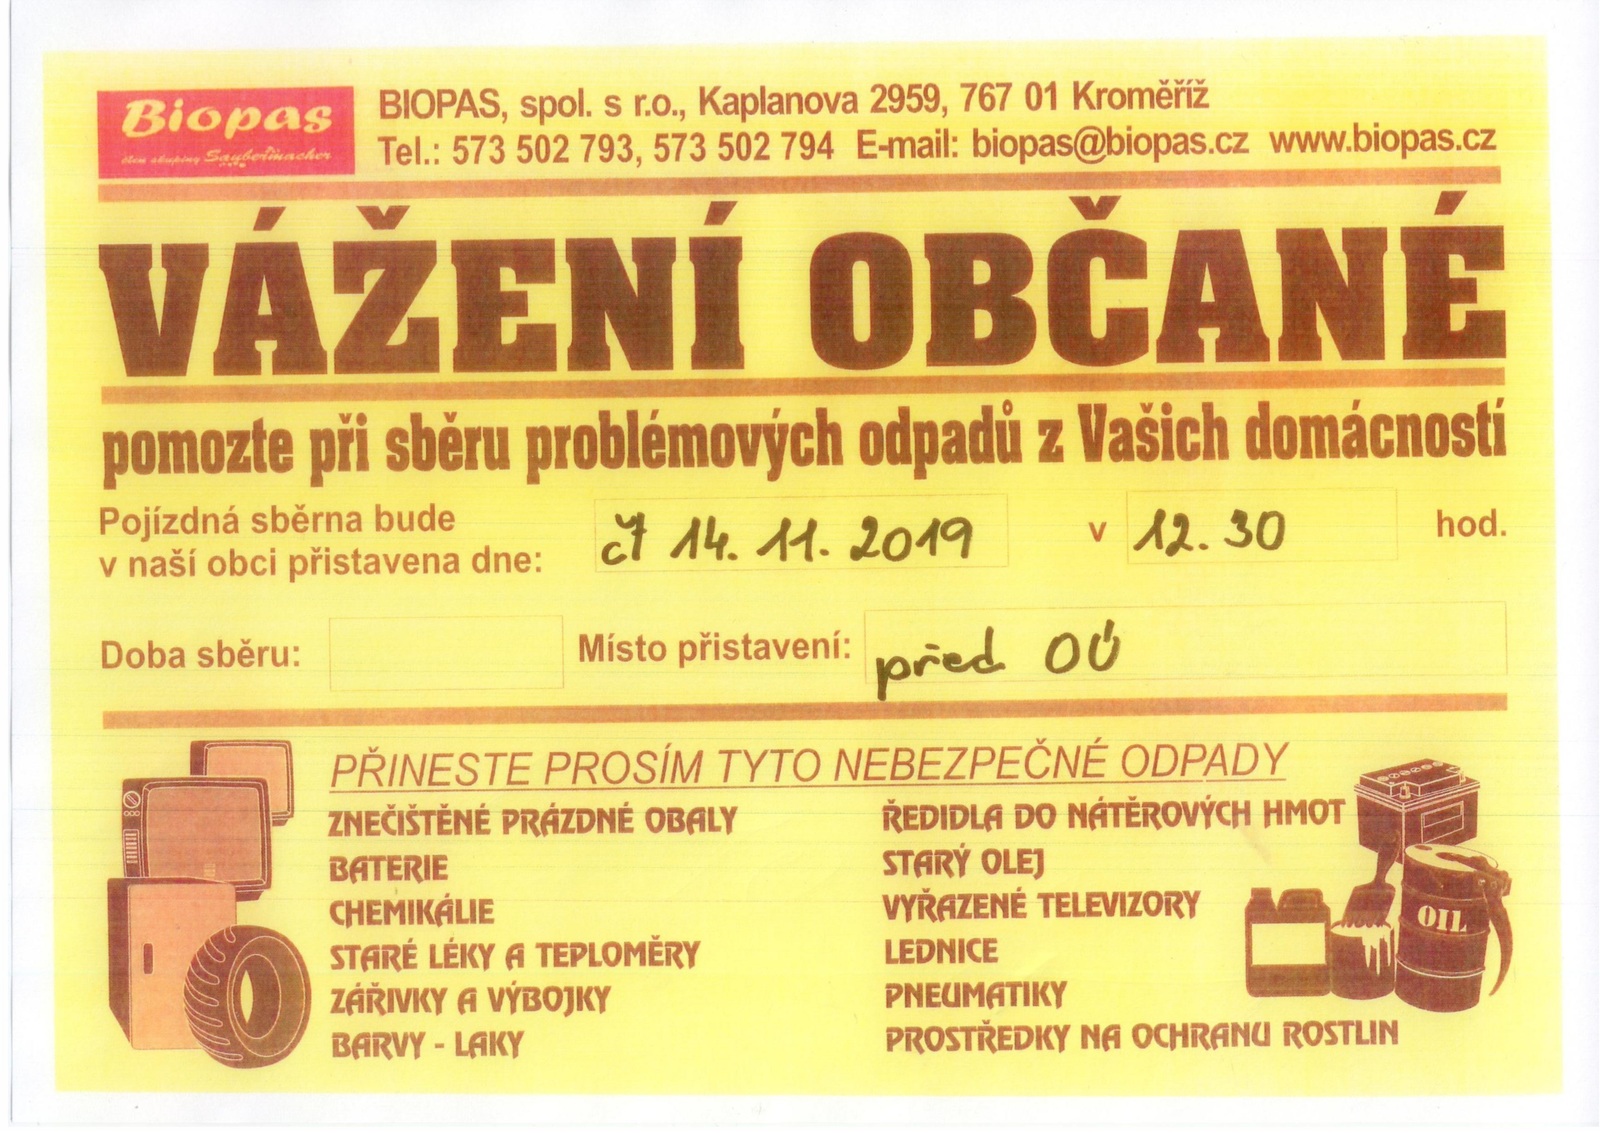 Biopas
člen skupiny Saubermacher
BIOPAS, spol. s r.o., Kaplanova 2959, 767 01 Kroměříž
Tel.: 573 502 793, 573 502 794 E-mail: biopas@biopas.cz www.biopas.cz
VÁŽENÍ OBČANÉ
pomozte při sběru problémových odpadů z Vašich domácností
Pojízdná sběrna bude
v naší obci přistavena dne: čt 14. 11. 2019 v 12.30 hod.
Doba sběru: Místo přistavení: před OÚ
PŘINESTE PROSÍM TYTO NEBEZPEČNÉ ODPADY
ZNEČIŠTĚNÉ PRÁZDNÉ OBALY
BATERIE
CHEMIKÁLIE
STARÉ LÉKY A TEPLOMĚRY
ZÁŘIVKY A VÝBOJKY
BARVY - LAKY
ŘEDIDLA DO NÁTĚROVÝCH HMOT
STARÝ OLEJ
VYŘAZENÉ TELEVIZORY
LEDNICE
PNEUMATIKY
PROSTŘEDKY NA OCHRANU ROSTLIN
OIL